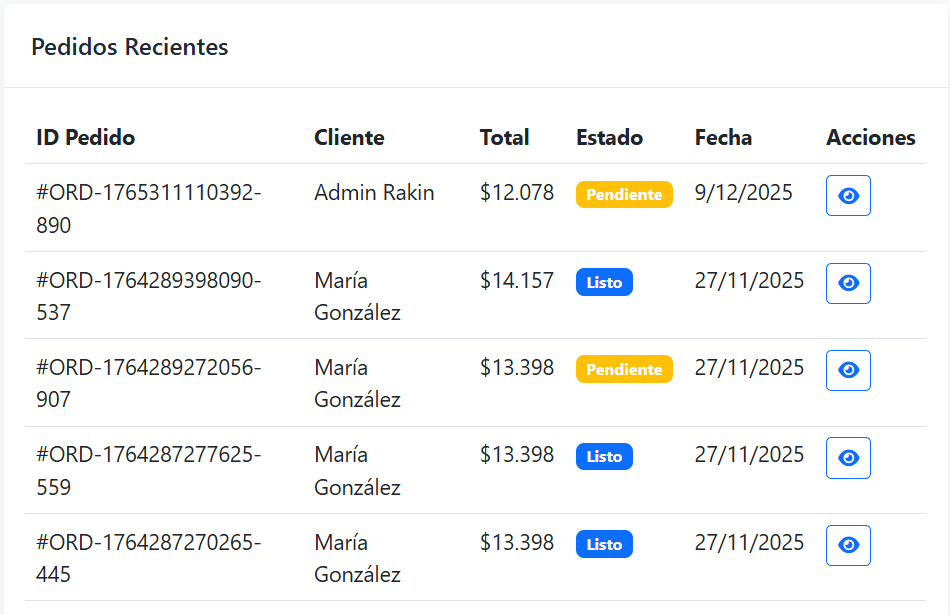 Pedidos Recientes
ID Pedido Cliente Total Estado Fecha Acciones
#ORD-1765311110392- Admin Rakin $12.078 Pendiente 9/12/2025
890
#ORD-1764289398090- María $14.157 Listo 27/11/2025
537 González
#ORD-1764289272056- María $13.398 Pendiente 27/11/2025
907 González
#ORD-1764287277625- María $13.398 Listo 27/11/2025
559 González
#ORD-1764287270265- María $13.398 Listo 27/11/2025
445 González